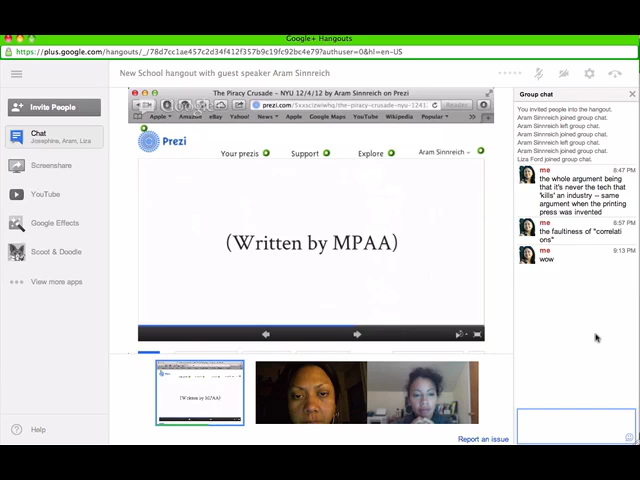 Google+ Hangouts
https://plus.google.com/hangouts/_/78d7cc1ae457c2d34f412f357b9c19fc92bc4e79?authuser=0&hl=en-US
New School hangout with guest speaker Aram Sinnreich
Invite People
Chat
Josephine, Aram, Liza
Screenshare
YouTube
Google Effects
Scoot & Doodle
View more apps
Help
The Piracy Crusade – NYU 12/4/12 by Aram Sinnreich on Prezi
Reader
Apple Amazon eBay Yahoo! News Apple Google Maps YouTube Wikipedia Popular
Prezi
Your prezis Support Explore Aram Sinnreich
(Written by MPAA)
Prezi
(Written by MPAA)
Report an issue
Group chat
You invited people into the hangout.
Aram Sinnreich joined group chat.
Aram Sinnreich left group chat.
Aram Sinnreich joined group chat.
Aram Sinnreich left group chat.
Aram Sinnreich joined group chat.
Liza Ford joined group chat.
me 8:47 PM
the whole argument being
that it's never the tech that
'kills' an industry -- same
argument when the printing
press was invented
me 8:57 PM
the faultiness of "correlati
ons"
me 9:13 PM
wow